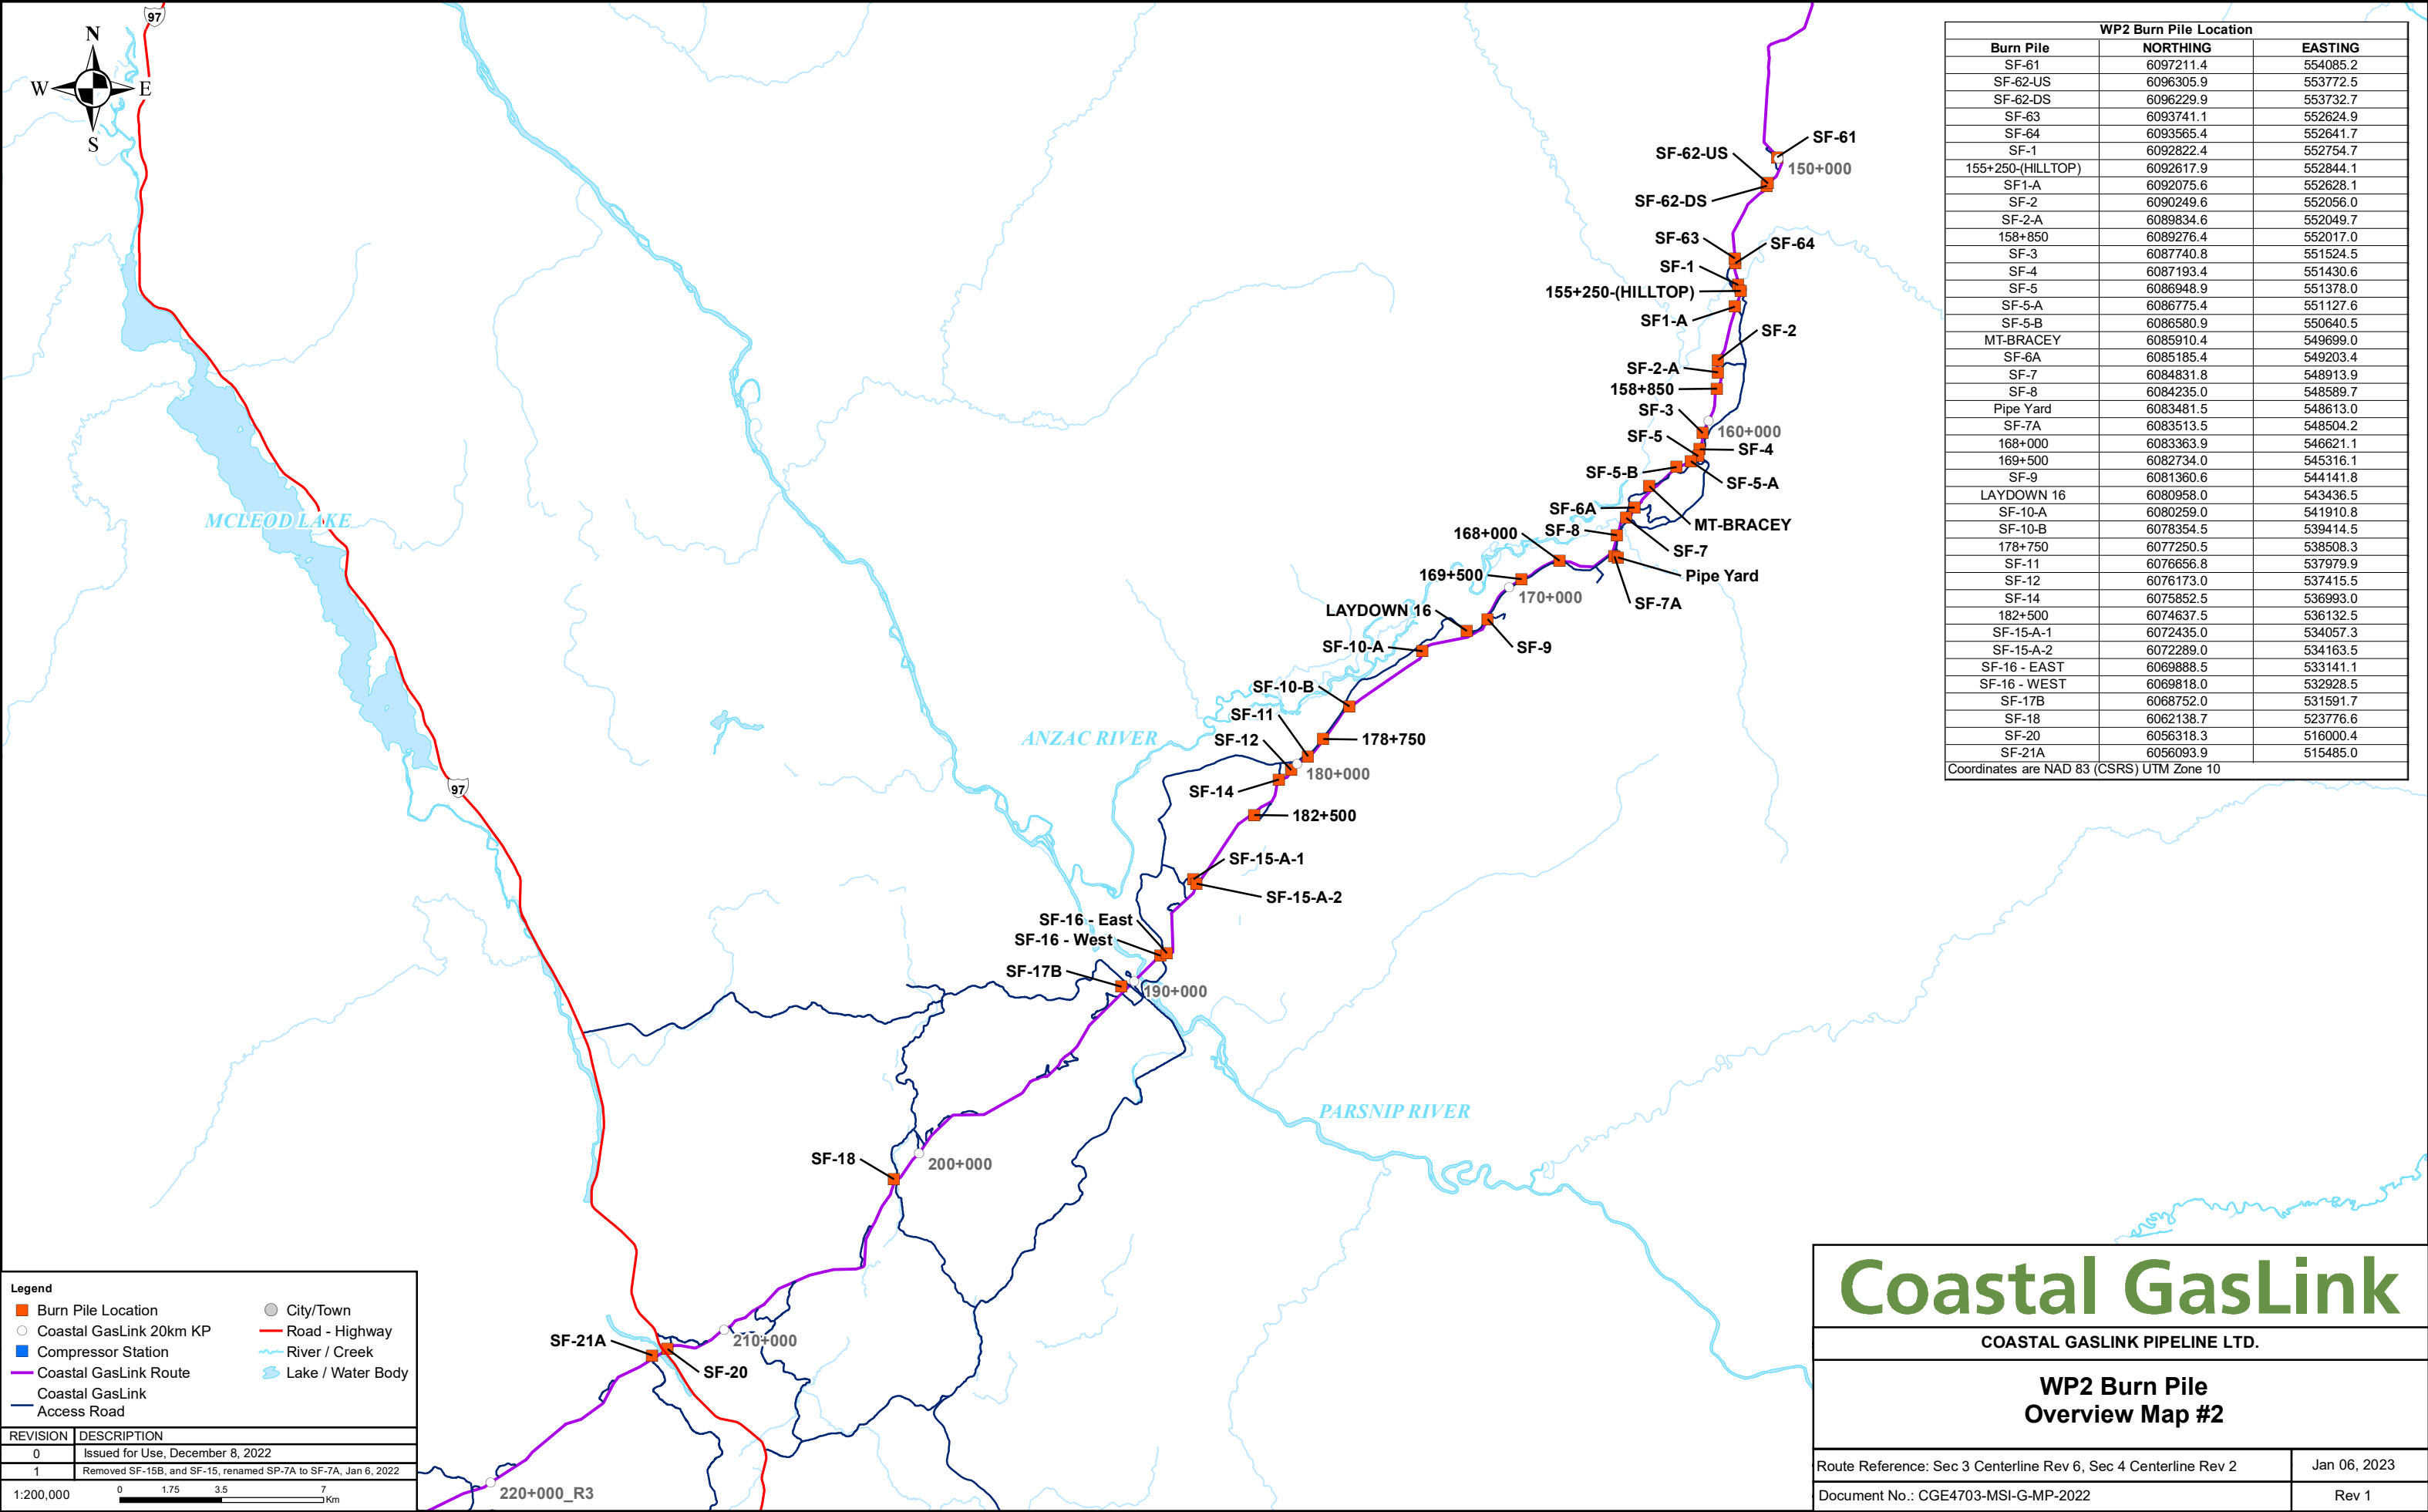 97
N
W
E
S
SF-61
150+000
SF-62-US
SF-62-DS
SF-63
SF-64
SF-1
155+250-(HILLTOP)
SF1-A
SF-2
SF-2-A
158+850
SF-3
160+000
SF-5
SF-4
SF-5-B
SF-5-A
SF-6A
MT-BRACEY
168+000
SF-8
SF-7
169+500
Pipe Yard
170+000
SF-7A
LAYDOWN 16
SF-10-A
SF-9
SF-10-B
SF-11
SF-12
178+750
180+000
SF-14
182+500
SF-15-A-1
SF-15-A-2
SF-16 - East
SF-16 - West
SF-17B
190+000
SF-18
200+000
SF-21A
210+000
SF-20
220+000_R3
MCLEOD LAKE
97
ANZAC RIVER
PARSNIP RIVER
WP2 Burn Pile Location
Burn Pile NORTHING EASTING
SF-61 6097211.4 554085.2
SF-62-US 6096305.9 553772.5
SF-62-DS 6096229.9 553732.7
SF-63 6093741.1 552624.9
SF-64 6093565.4 552641.7
SF-1 6092822.4 552754.7
155+250-(HILLTOP) 6092617.9 552844.1
SF1-A 6092075.6 552628.1
SF-2 6090249.6 552056.0
SF-2-A 6089834.6 552049.7
158+850 6089276.4 552017.0
SF-3 6087740.8 551524.5
SF-4 6087193.4 551430.6
SF-5 6086948.9 551378.0
SF-5-A 6086775.4 551127.6
SF-5-B 6086580.9 550640.5
MT-BRACEY 6085910.4 549699.0
SF-6A 6085185.4 549203.4
SF-7 6084831.8 548913.9
SF-8 6084235.0 548589.7
Pipe Yard 6083481.5 548613.0
SF-7A 6083513.5 548504.2
168+000 6083363.9 546621.1
169+500 6082734.0 545316.1
SF-9 6081360.6 544141.8
LAYDOWN 16 6080958.0 543436.5
SF-10-A 6080259.0 541910.8
SF-10-B 6078354.5 539414.5
178+750 6077250.5 538508.3
SF-11 6076656.8 537979.9
SF-12 6076173.0 537415.5
SF-14 6075852.5 536993.0
182+500 6074637.5 536132.5
SF-15-A-1 6072435.0 534057.3
SF-15-A-2 6072289.0 534163.5
SF-16 - EAST 6069888.5 533141.1
SF-16 - WEST 6069818.0 532928.5
SF-17B 6068752.0 531591.7
SF-18 6062138.7 523776.6
SF-20 6056318.3 516000.4
SF-21A 6056093.9 515485.0
Coordinates are NAD 83 (CSRS) UTM Zone 10
Legend
Burn Pile Location
Coastal GasLink 20km KP
Compressor Station
Coastal GasLink Route
Coastal GasLink
Access Road
City/Town
Road - Highway
River / Creek
Lake / Water Body
REVISION DESCRIPTION
0 Issued for Use, December 8, 2022
1 Removed SF-15B, and SF-15, renamed SP-7A to SF-7A, Jan 6, 2022
1:200,000 0 1.75 3.5 7
Km
Coastal GasLink
COASTAL GASLINK PIPELINE LTD.
WP2 Burn Pile
Overview Map #2
Route Reference: Sec 3 Centerline Rev 6, Sec 4 Centerline Rev 2 Jan 06, 2023
Document No.: CGE4703-MSI-G-MP-2022 Rev 1